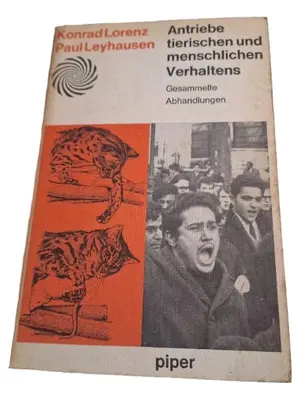 Konrad Lorenz
Paul Leyhausen
Antriebe
tierischen und
menschlichen
Verhaltens
Gesammelte
Abhandlungen
piper